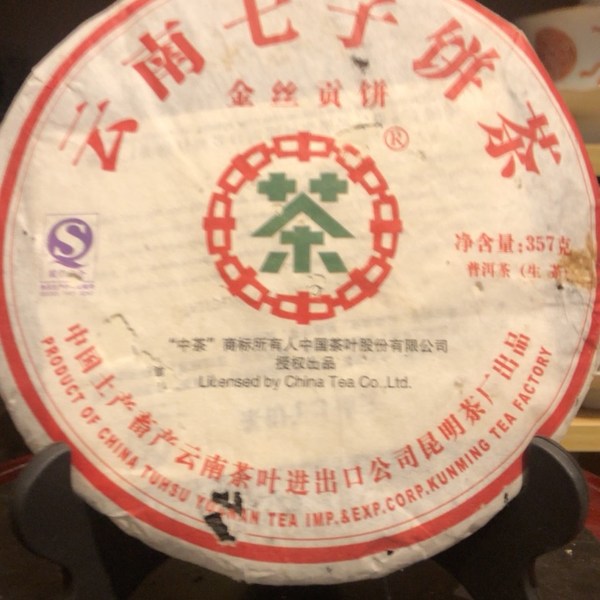 云南七子饼茶
金丝贡饼
®
茶
S
净含量:357克
普洱茶(生茶)
“中茶”商标所有人中国茶叶股份有限公司
授权出品
Licensed by China Tea Co.,Ltd.
中国土产畜产云南茶叶进出口公司昆明茶厂出品
PRODUCT OF CHINA TUHSU YUNNAN TEA IMP.&EXP.CORP.KUNMING TEA FACTORY